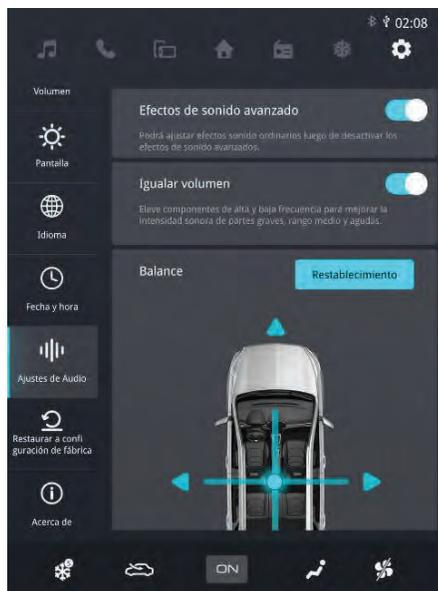 02:08
Volumen
Efectos de sonido avanzado
Podrá ajustar efectos sonido ordinarios luego de desactivar los
efectos de sonido avanzados.
Pantalla
Igualar volumen
Eleve componentes de alta y baja frecuencia para mejorar la
intensidad sonora de partes graves, rango medio y agudas.
Idioma
Balance
Restablecimiento
Fecha y hora
Ajustes de Audio
Restaurar a confi
guración de fábrica
Acerca de
ON